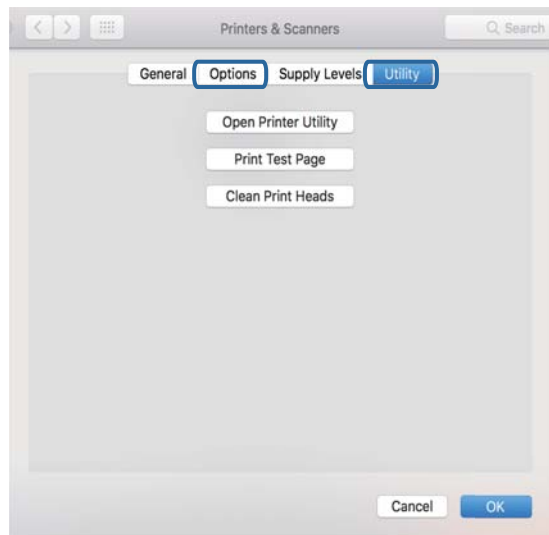 Printers & Scanners Search
General Options Supply Levels Utility
Open Printer Utility
Print Test Page
Clean Print Heads
Cancel OK